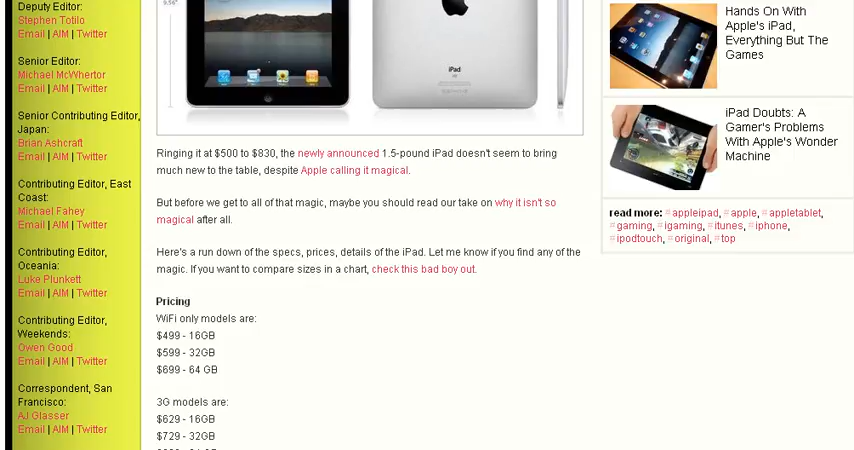 Deputy Editor:
Stephen Totilo
Email | AIM | Twitter
Senior Editor:
Michael McWhertor
Email | AIM | Twitter
Senior Contributing Editor,
Japan:
Brian Ashcraft
Email | AIM | Twitter
Contributing Editor, East
Coast:
Michael Fahey
Email | AIM | Twitter
Contributing Editor,
Oceania:
Luke Plunkett
Email | AIM | Twitter
Contributing Editor,
Weekends:
Owen Good
Email | AIM | Twitter
Correspondent, San
Francisco:
AJ Glasser
Email | AIM | Twitter
9.56"
iPad
Ringing it at $500 to $830, the newly announced 1.5-pound iPad doesn't seem to bring
much new to the table, despite Apple calling it magical.
But before we get to all of that magic, maybe you should read our take on why it isn't so
magical after all.
Here's a run down of the specs, prices, details of the iPad. Let me know if you find any of the
magic. If you want to compare sizes in a chart, check this bad boy out.
Pricing
WiFi only models are:
$499 - 16GB
$599 - 32GB
$699 - 64 GB
3G models are:
$629 - 16GB
$729 - 32GB
Hands On With
Apple's iPad,
Everything But The
Games
iPad Doubts: A
Gamer's Problems
With Apple's Wonder
Machine
read more: #appleipad, #apple, #appletablet,
#gaming, #igaming, #itunes, #iphone,
#ipodtouch, #original, #top